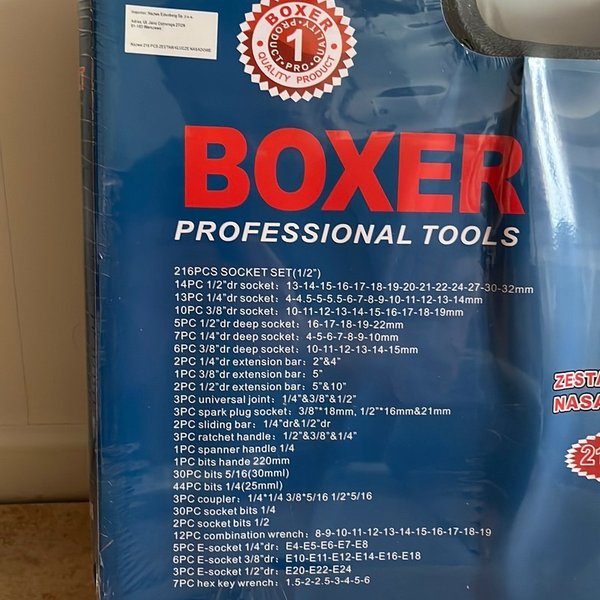 Nazwa 216 PCS ZESTAW KLUCZE NASADOWE
BOXER
QUALITY PRODUCT
PRO
1
QUALITY PRODUCT
BOXER
PROFESSIONAL TOOLS
216PCS SOCKET SET(1/2")
14PC 1/2"dr socket: 13-14-15-16-17-18-19-20-21-22-24-27-30-32mm
13PC 1/4"dr socket: 4-4.5-5-5.5-6-7-8-9-10-11-12-13-14mm
10PC 3/8"dr socket: 10-11-12-13-14-15-16-17-18-19mm
5PC 1/2"dr deep socket: 16-17-18-19-22mm
7PC 1/4"dr deep socket: 4-5-6-7-8-9-10mm
6PC 3/8"dr deep socket: 10-11-12-13-14-15mm
2PC 1/4"dr extension bar: 2"&4"
1PC 3/8"dr extension bar: 5"
2PC 1/2"dr extension bar: 5"&10"
3PC universal joint: 1/4"&3/8"&1/2"
3PC spark plug socket: 3/8"*18mm, 1/2"*16mm&21mm
2PC sliding bar: 1/4"dr&1/2"dr
3PC ratchet handle: 1/2"&3/8"&1/4"
1PC spanner handle 1/4
1PC bits hande 220mm
30PC bits 5/16(30mml)
44PC bits 1/4(25mml)
3PC coupler: 1/4*1/4 3/8*5/16 1/2*5/16
30PC socket bits 1/4
2PC socket bits 1/2
12PC combination wrench: 8-9-10-11-12-13-14-15-16-17-18-19
5PC E-socket 1/4"dr: E4-E5-E6-E7-E8
6PC E-socket 3/8"dr: E10-E11-E12-E14-E16-E18
3PC E-socket 1/2"dr: E20-E22-E24
7PC hex key wrench: 1.5-2-2.5-3-4-5-6
ZESTA
NASA
21